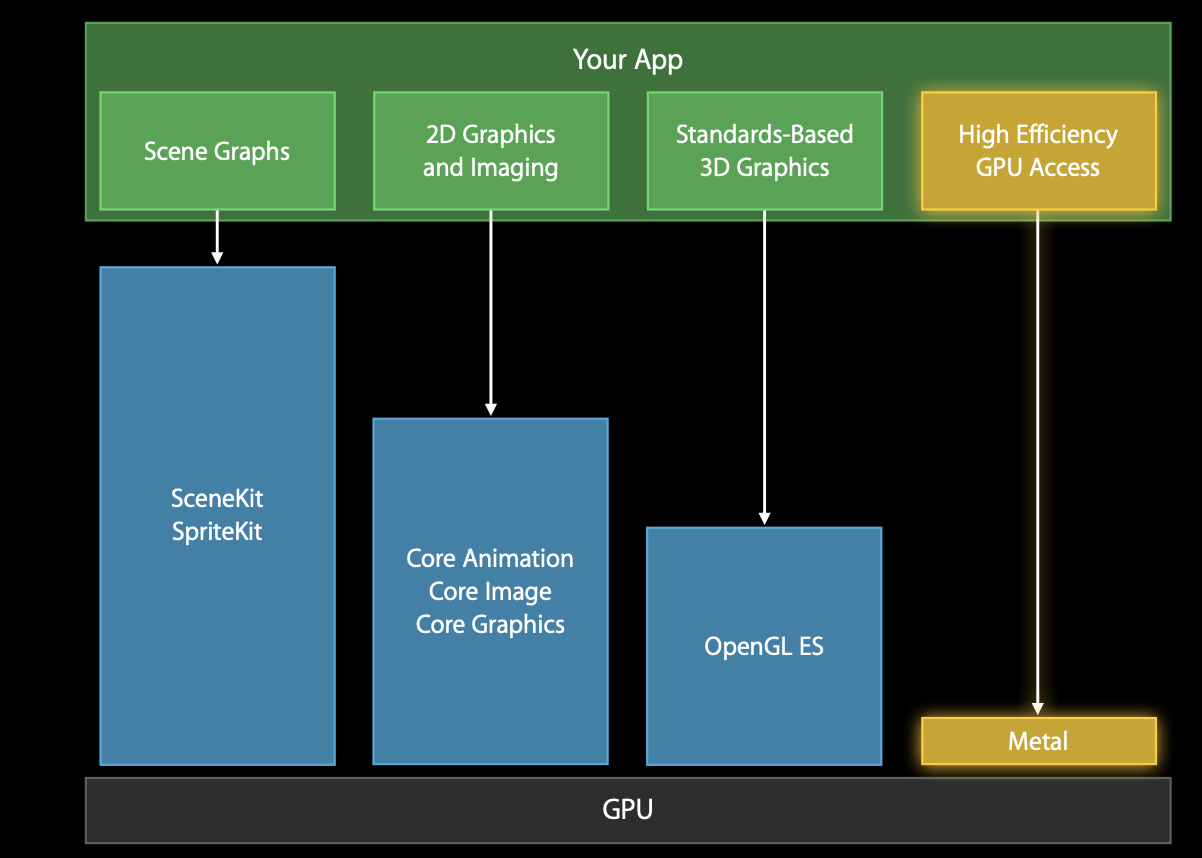 Your App
Scene Graphs
2D Graphics
and Imaging
Standards-Based
3D Graphics
High Efficiency
GPU Access
SceneKit
SpriteKit
Core Animation
Core Image
Core Graphics
OpenGL ES
Metal
GPU